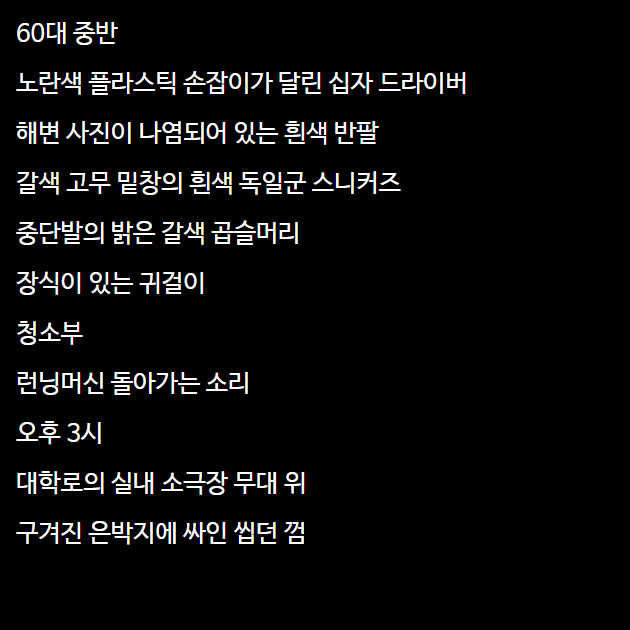 60대 중반
노란색 플라스틱 손잡이가 달린 십자 드라이버
해변 사진이 나염되어 있는 흰색 반팔
갈색 고무 밑창의 흰색 독일군 스니커즈
중단발의 밝은 갈색 곱슬머리
장식이 있는 귀걸이
청소부
런닝머신 돌아가는 소리
오후 3시
대학로의 실내 소극장 무대 위
구겨진 은박지에 싸인 씹던 껌